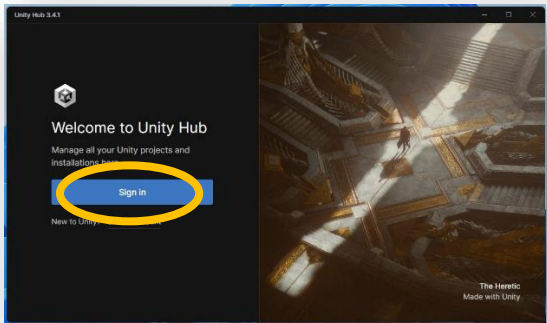 Unity Hub 3.4.1
Welcome to Unity Hub
Manage all your Unity projects and
installations
Sign in
New to Unity?
The Heretic
Made with Unity